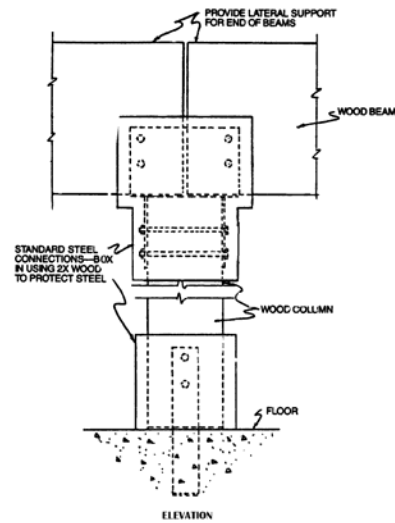 PROVIDE LATERAL SUPPORT
FOR END OF BEAMS
WOOD BEAM
STANDARD STEEL
CONNECTIONS—BOX
IN USING 2X WOOD
TO PROTECT STEEL
WOOD COLUMN
FLOOR
ELEVATION